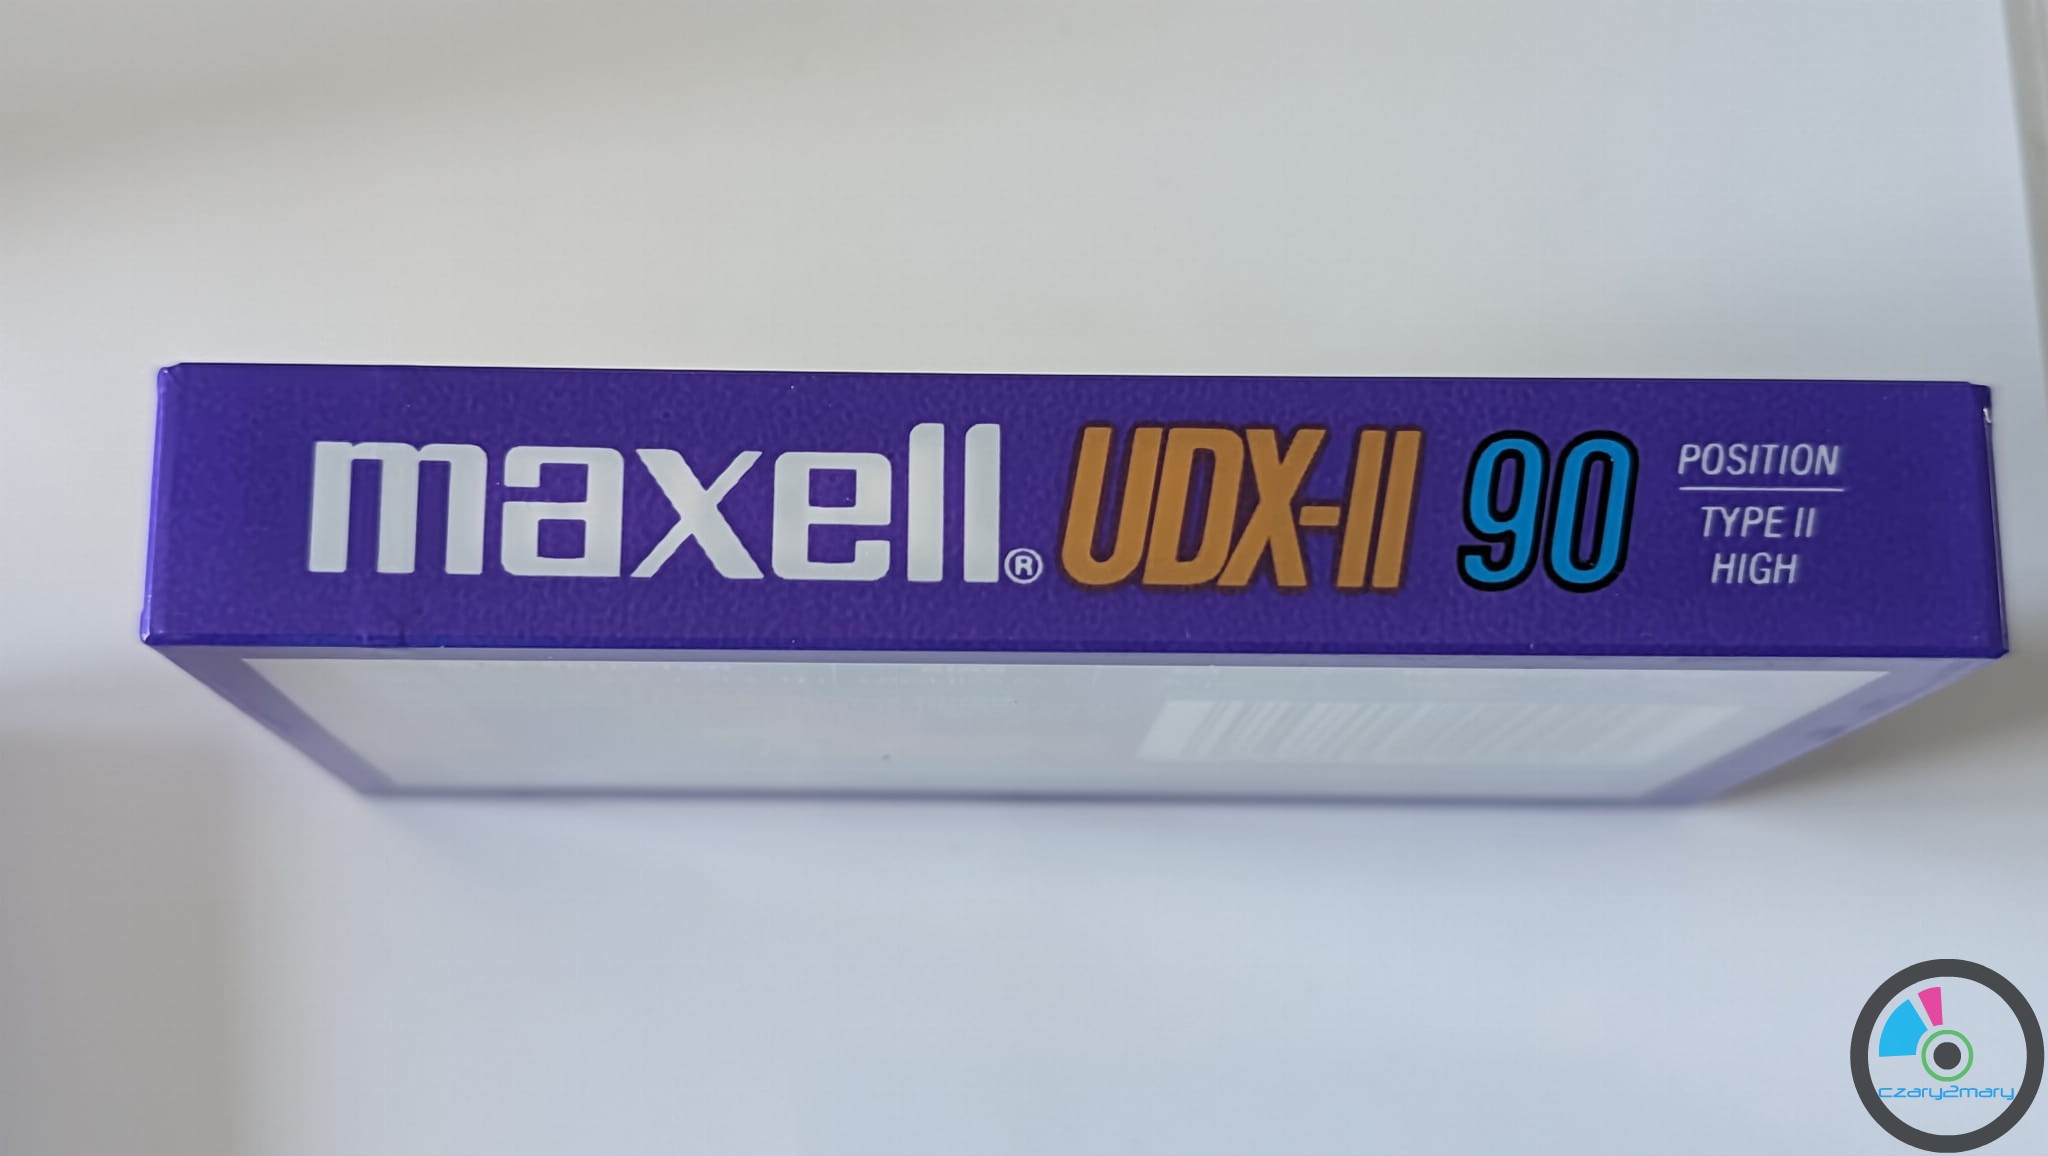 maxell® UDX-II 90
POSITION
TYPE II
HIGH
czary2mary